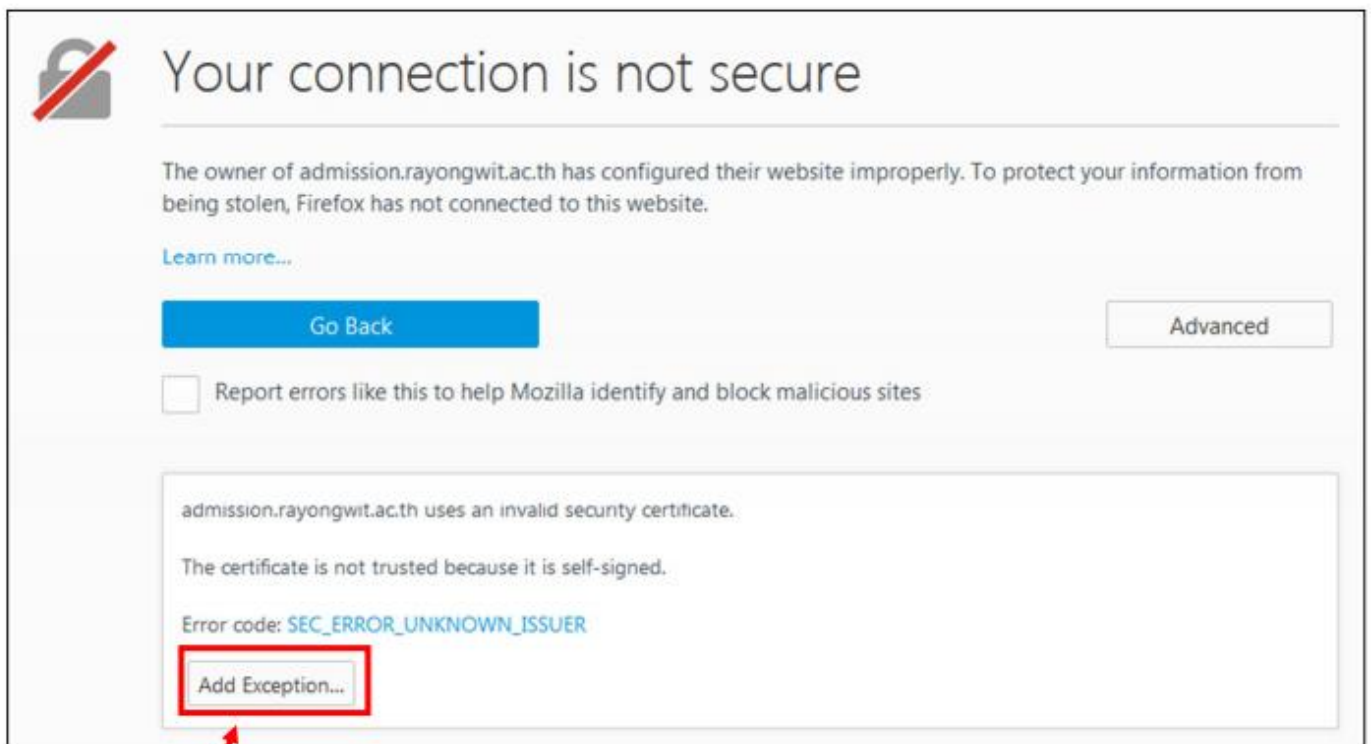 Your connection is not secure
The owner of admission.rayongwit.ac.th has configured their website improperly. To protect your information from
being stolen, Firefox has not connected to this website.
Learn more...
Go Back
Advanced
Report errors like this to help Mozilla identify and block malicious sites
admission.rayongwit.ac.th uses an invalid security certificate.
The certificate is not trusted because it is self-signed.
Error code: SEC_ERROR_UNKNOWN_ISSUER
Add Exception...